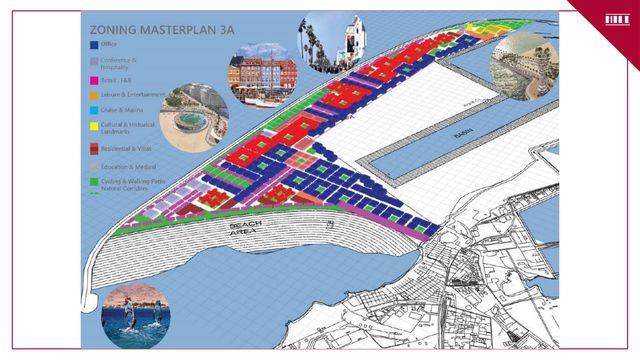 ZONING MASTERPLAN 3A
Office
Conference &
Hospitality
Retail , F&B
Leisure & Entertainment
Cruise & Marina
Cultural & Historical
Landmarks
Residential & Villas
Education & Medical
Cycling & Walking Paths
Natural Corridors
BASIN
BEACH
AREA